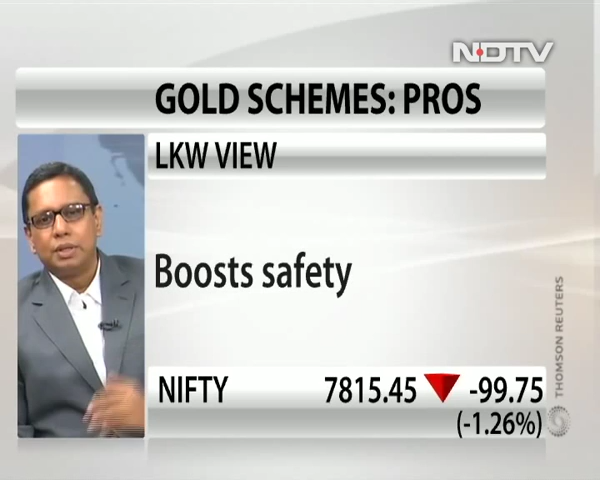 NDTV
GOLD SCHEMES: PROS
LKW VIEW
Boosts safety
NIFTY 7815.45 -99.75
(-1.26%)
THOMSON REUTERS